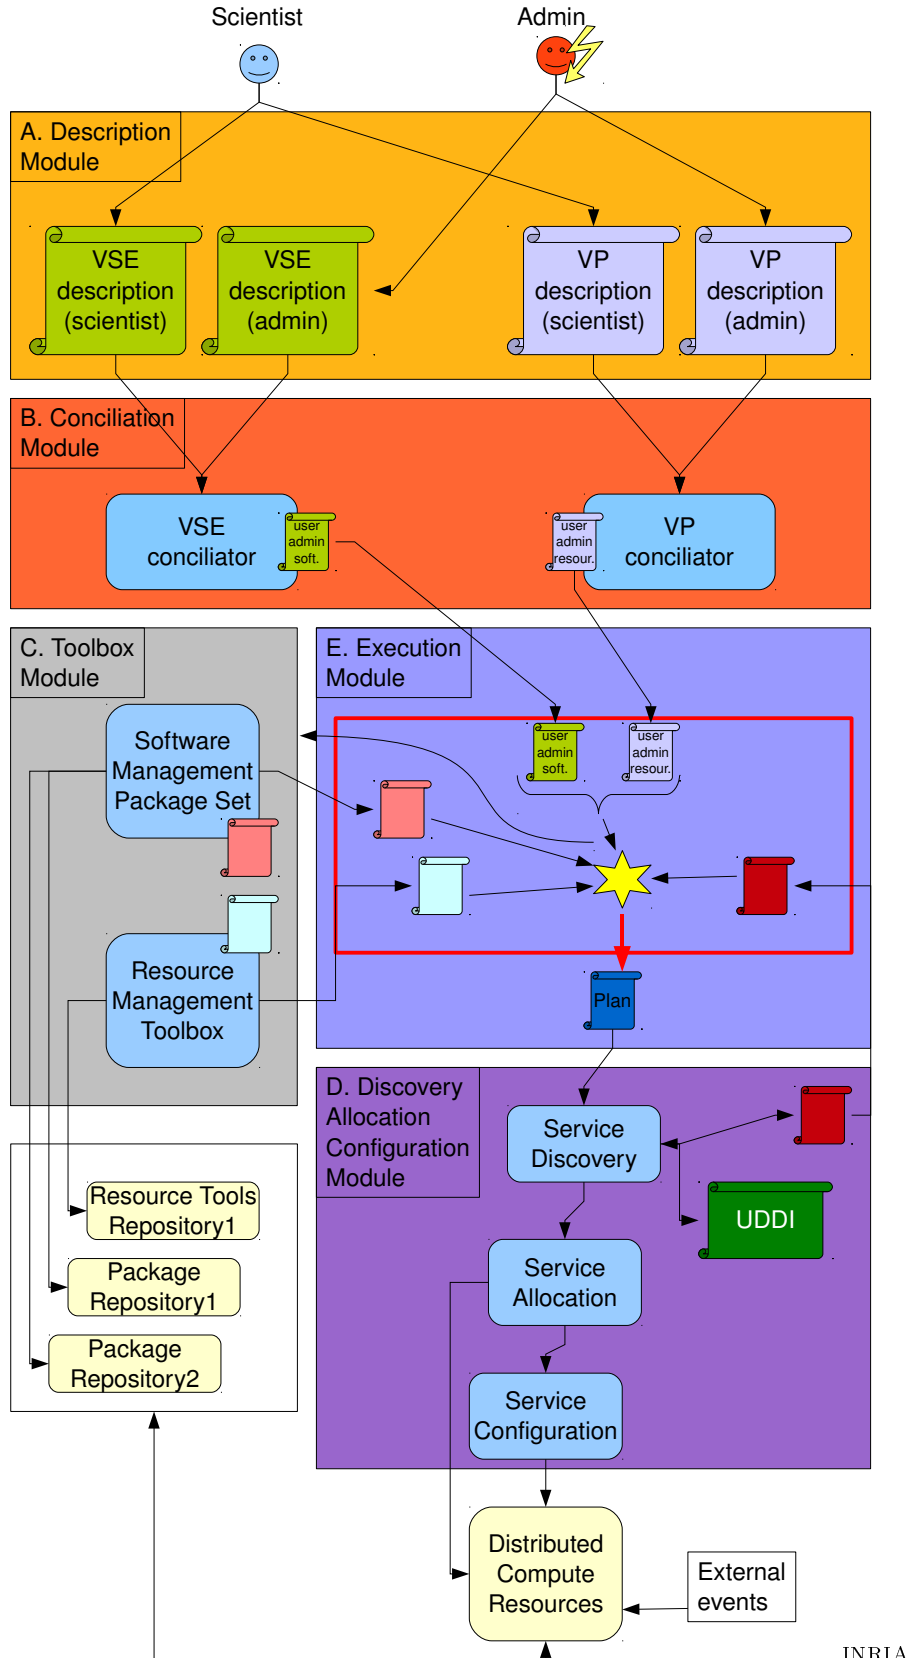 Scientist
Admin
A. Description
Module
VSE
description
(scientist)
VSE
description
(admin)
VP
description
(scientist)
VP
description
(admin)
B. Conciliation
Module
VSE
conciliator
user
admin
soft.
user
admin
resour.
VP
conciliator
C. Toolbox
Module
E. Execution
Module
Software
Management
Package Set
user
admin
soft.
user
admin
resour.
Resource
Management
Toolbox
Plan
D. Discovery
Allocation
Configuration
Module
Service
Discovery
UDDI
Resource Tools
Repository1
Package
Repository1
Package
Repository2
Service
Allocation
Service
Configuration
Distributed
Compute
Resources
External
events
INRIA